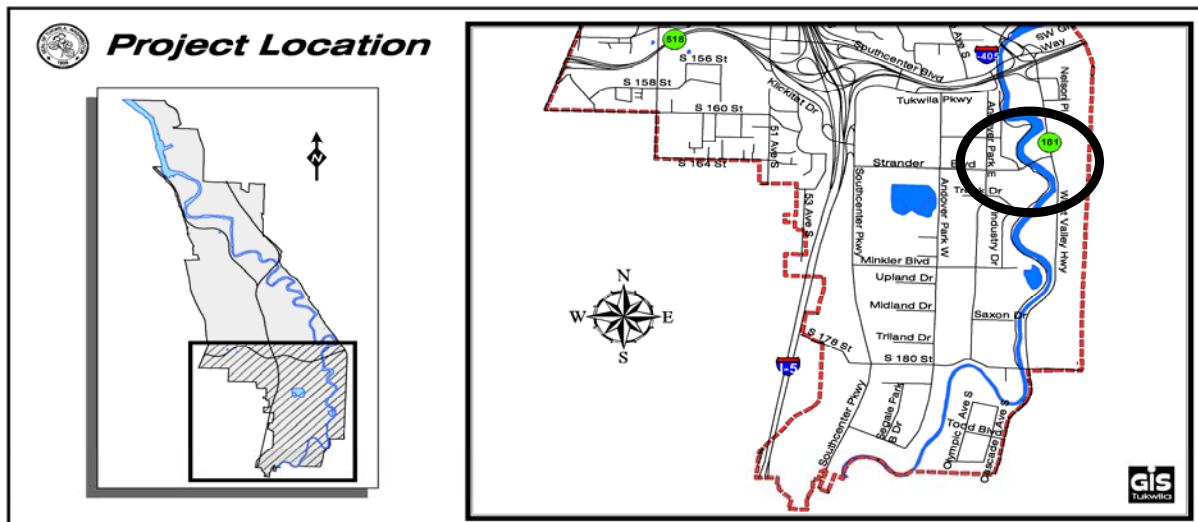 Project Location
N
518
S 156 St
S 158 St
S 160 St
S 164 St
51 Ave S
53 Ave S
Klickitat Dr
Southcenter Blvd
Ave S
I-405
SW G
Way
Nelson Pl
Tukwila Pkwy
Andover Park E
181
Strander Blvd
Southcenter Pkwy
Andover Park W
Industry Dr
West Valley Hwy
Minkler Blvd
Upland Dr
Midland Dr
Saxon Dr
Triland Dr
S 178 St
S 180 St
I-5
N
W E
S
Southcenter Pkwy
Segale Park
B Dr
Olympic Ave S
Todd Blvd
Cascade Ave S
GIS
Tukwila